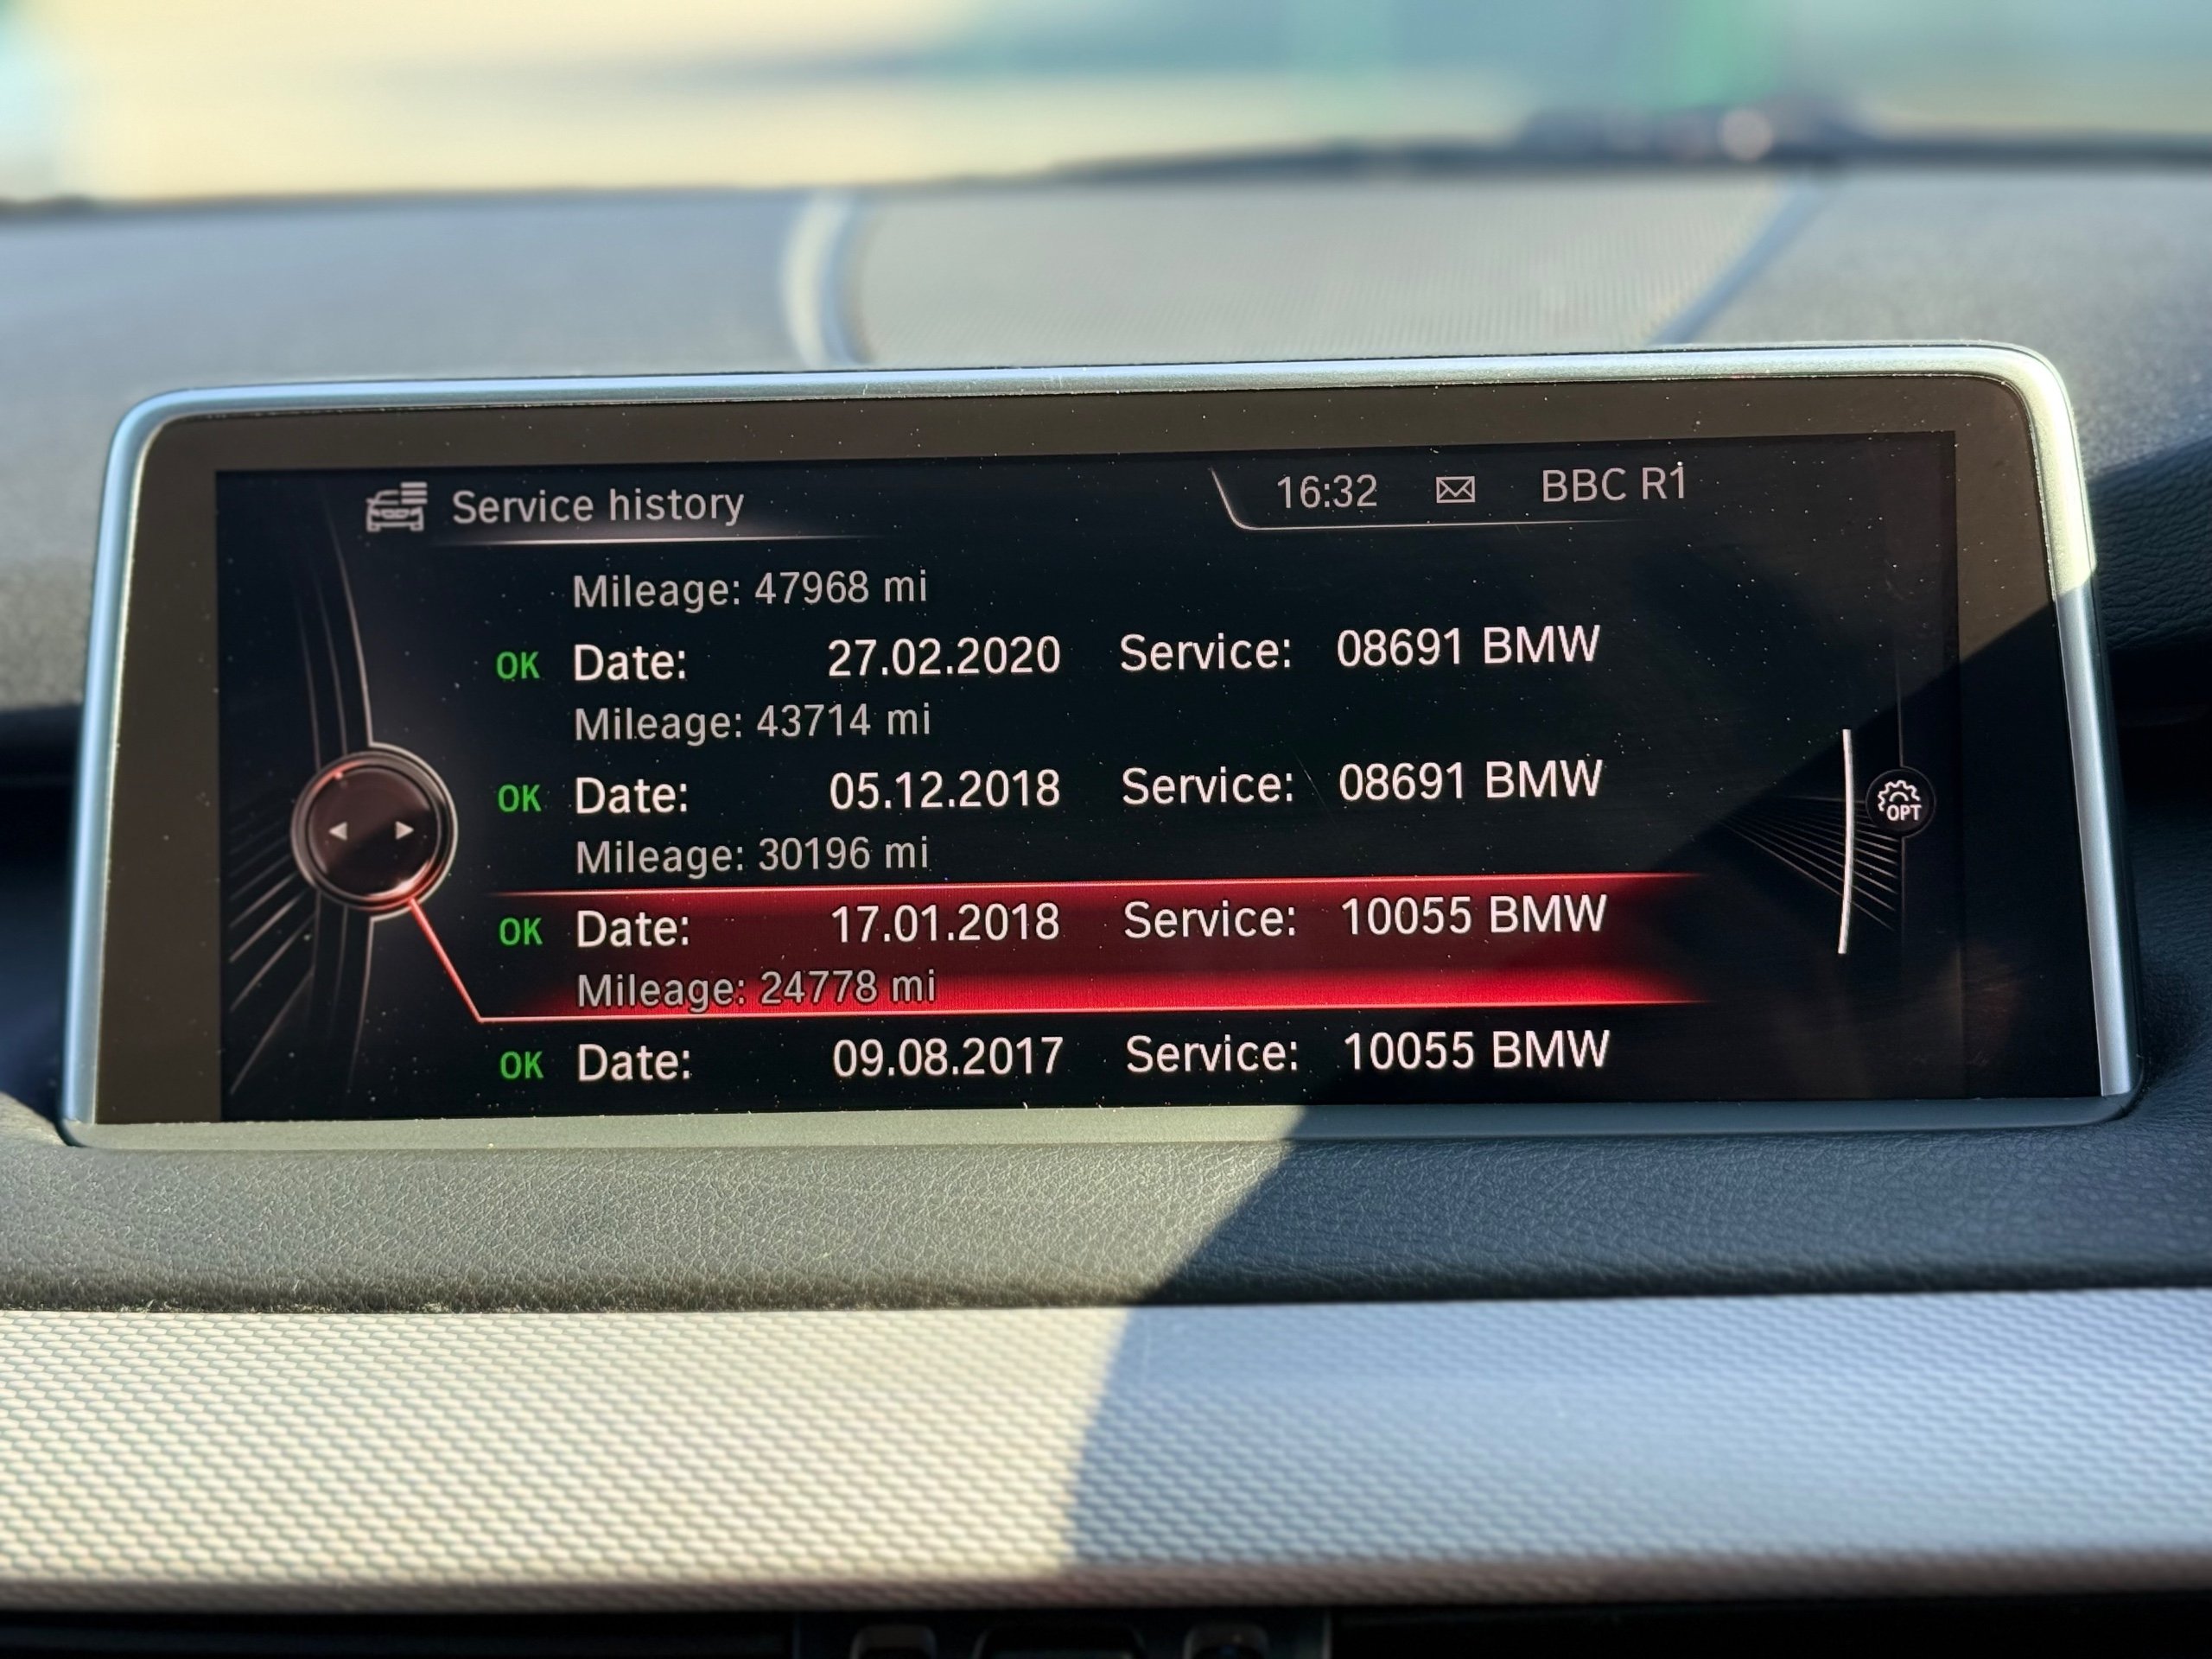 Service history
16:32 BBC R1
Mileage: 47968 mi
OK Date: 27.02.2020 Service: 08691 BMW
Mileage: 43714 mi
OK Date: 05.12.2018 Service: 08691 BMW
Mileage: 30196 mi
OK Date: 17.01.2018 Service: 10055 BMW
Mileage: 24778 mi
OK Date: 09.08.2017 Service: 10055 BMW
OPT